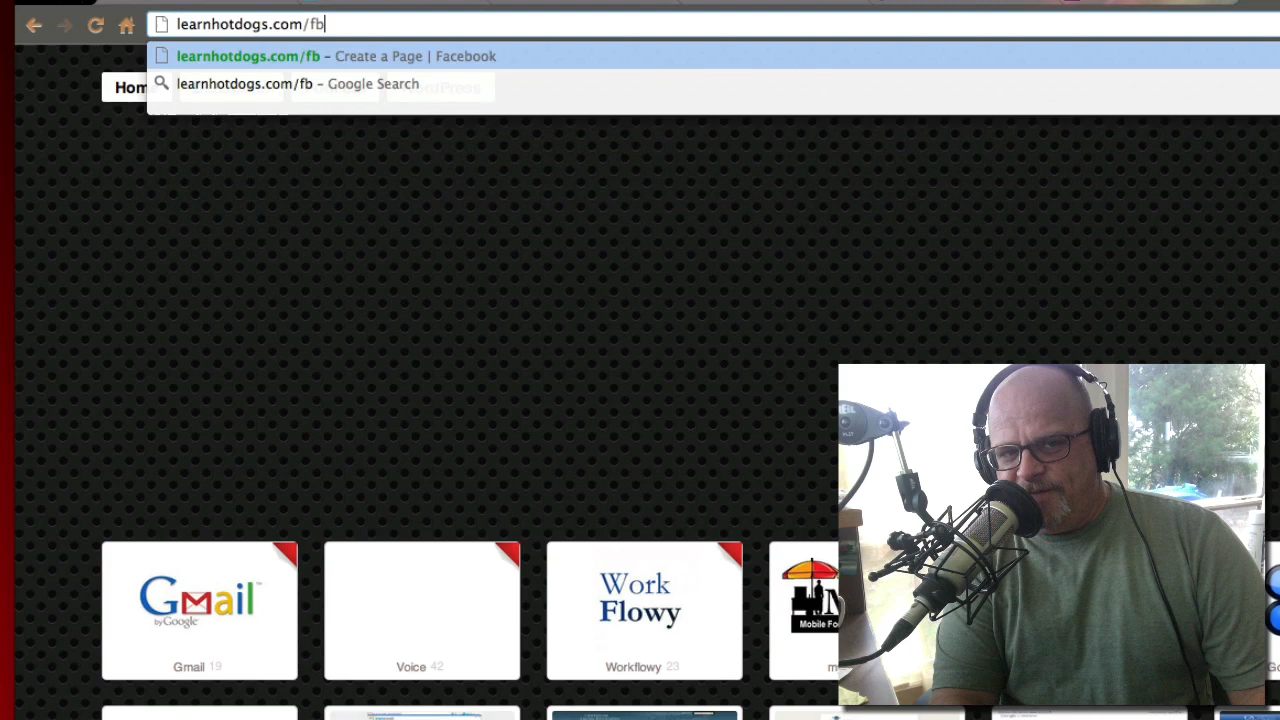 learnhotdogs.com/fb
learnhotdogs.com/fb – Create a Page | Facebook
learnhotdogs.com/fb – Google Search
Hom
Gmail
by Google
Gmail 19
Voice 42
Work
Flowy
Workflowy 23
M
Mobile Fo
m